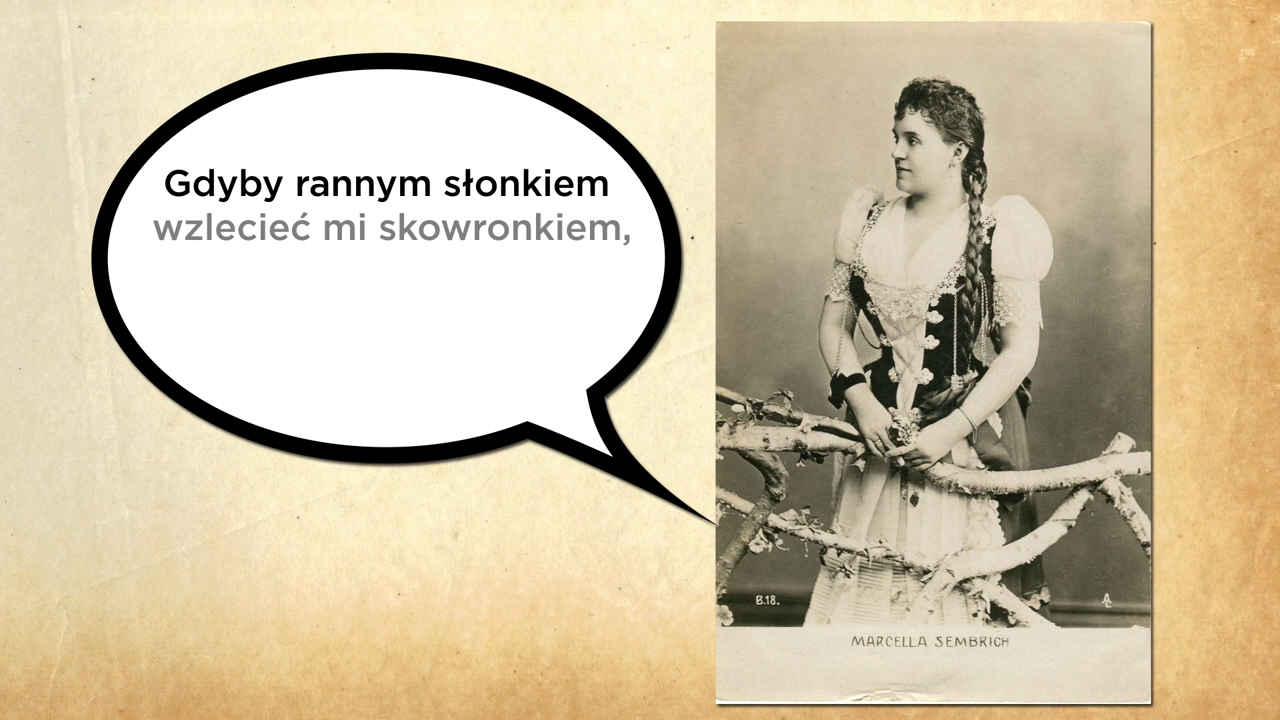 Gdyby rannym słonkiem
wzlecieć mi skowronkiem,
B.18.
MARCELLA SEMBRICH